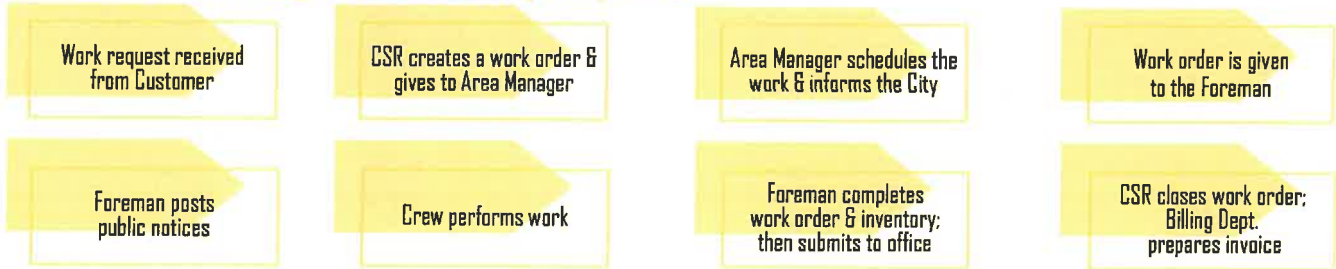 Work request received
from Customer
CSR creates a work order &
gives to Area Manager
Area Manager schedules the
work & informs the City
Work order is given
to the Foreman
Foreman posts
public notices
Crew performs work
Foreman completes
work order & inventory;
then submits to office
CSR closes work order;
Billing Dept.
prepares invoice